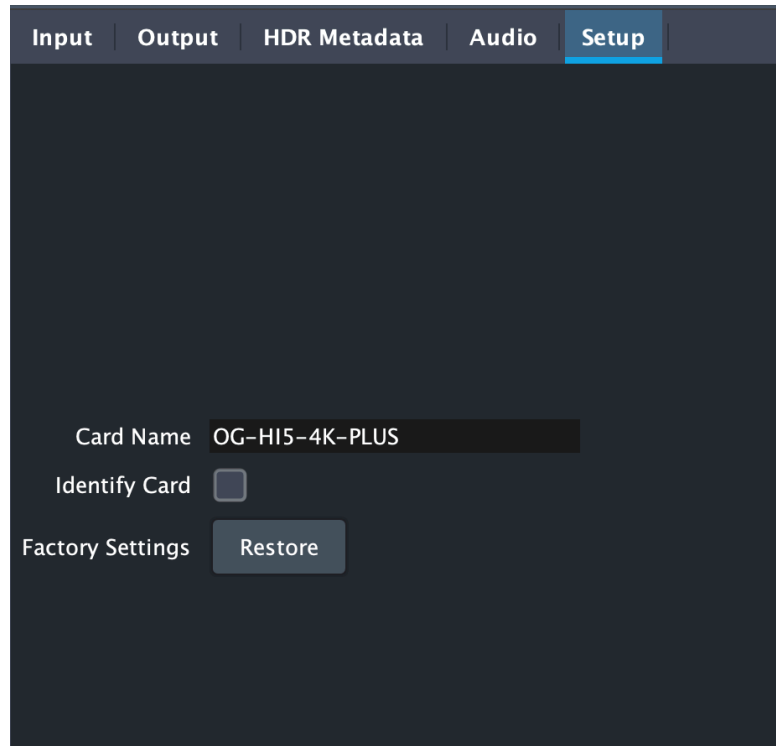 Input Output HDR Metadata Audio Setup
Card Name OG-HI5-4K-PLUS
Identify Card
Factory Settings Restore